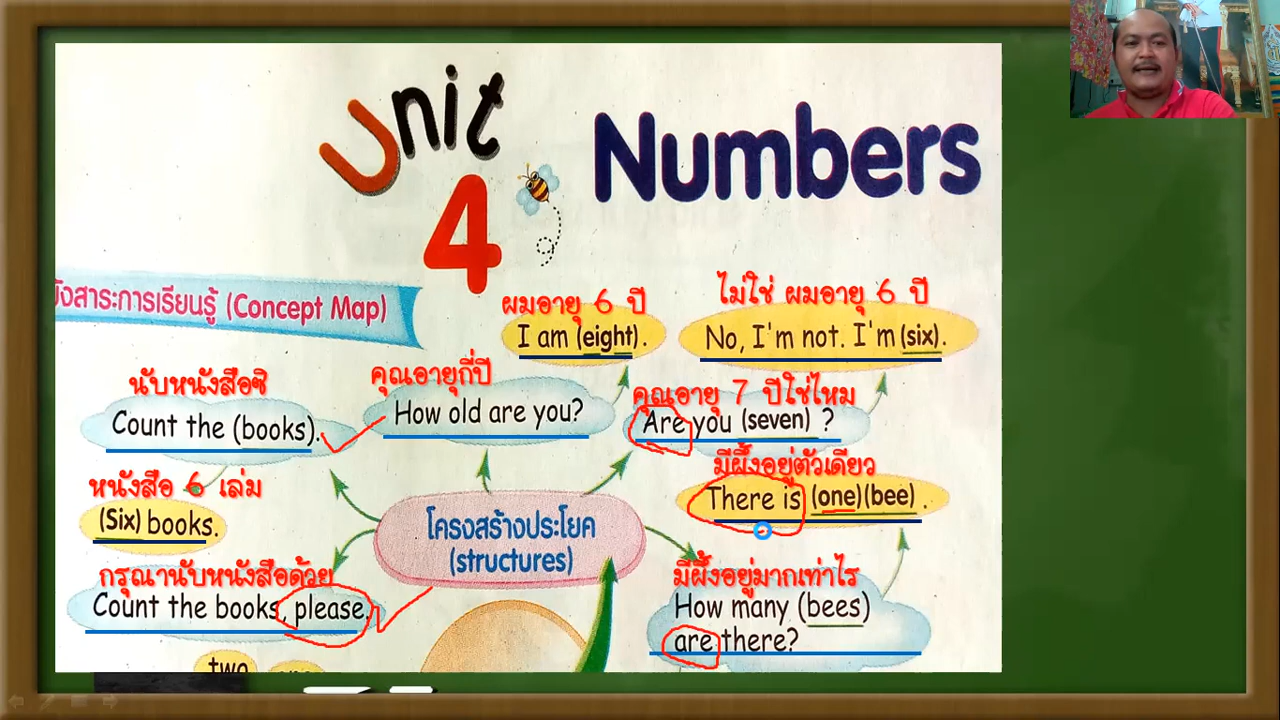 Unit
4
Numbers
ังสาระการเรียนรู้ (Concept Map)
ผมอายุ 6 ปี
I am (eight).
ไม่ใช่ ผมอายุ 6 ปี
No, I'm not. I'm (six).
นับหนังสือซิ
Count the (books).
คุณอายุกี่ปี
How old are you?
คุณอายุ 7 ปีใช่ไหม
Are you (seven) ?
หนังสือ 6 เล่ม
(Six) books.
มีผึ้งอยู่ตัวเดียว
There is (one)(bee) .
โครงสร้างประโยค
(structures)
กรุณานับหนังสือด้วย
Count the books, please.
มีผึ้งอยู่มากเท่าไร
How many (bees)
are there?
two